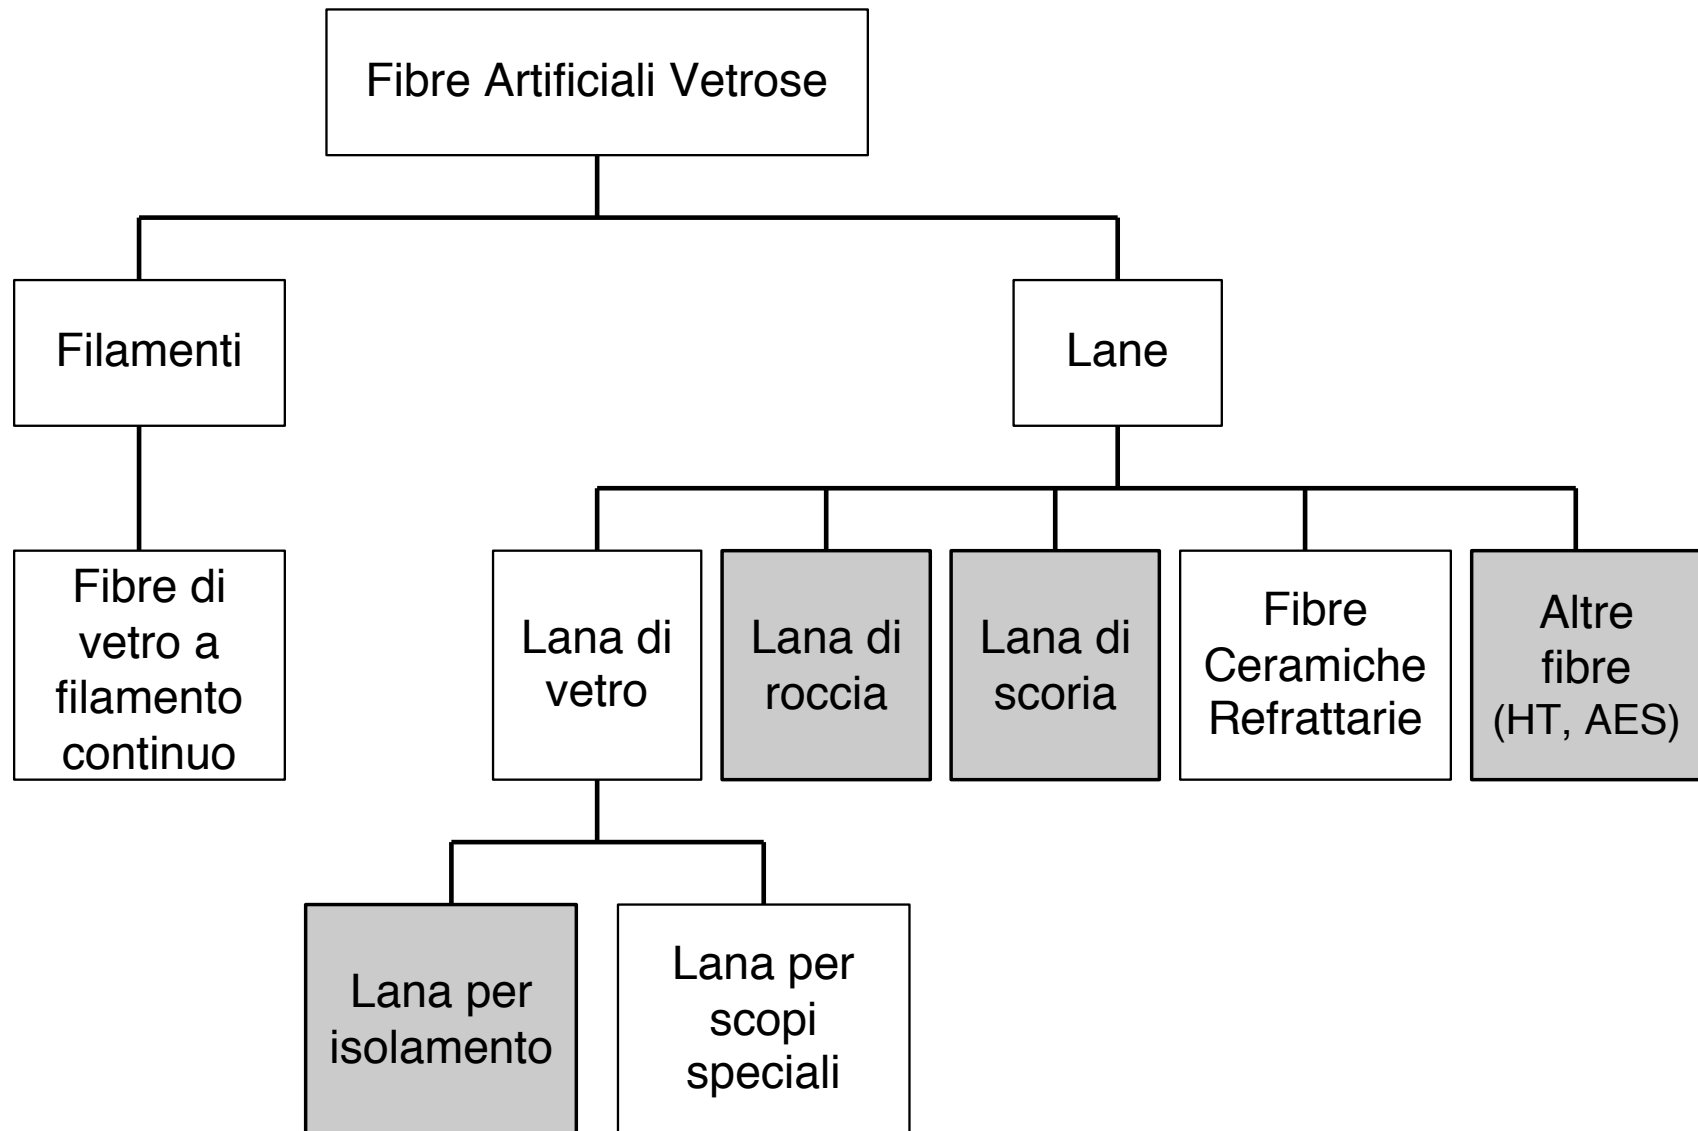 Fibre Artificiali Vetrose
Filamenti
Lane
Fibre di
vetro a
filamento
continuo
Lana di
vetro
Lana di
roccia
Lana di
scoria
Fibre
Ceramiche
Refrattarie
Altre
fibre
(HT, AES)
Lana per
isolamento
Lana per
scopi
speciali